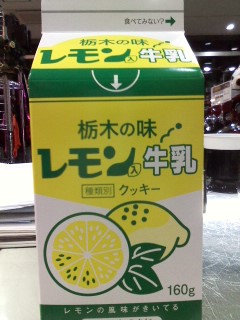 食べてみない?→
栃木の味
レモン入牛乳
栃木の味
レモン入牛乳
種類別 クッキー
160g
レモンの風味がきいてる